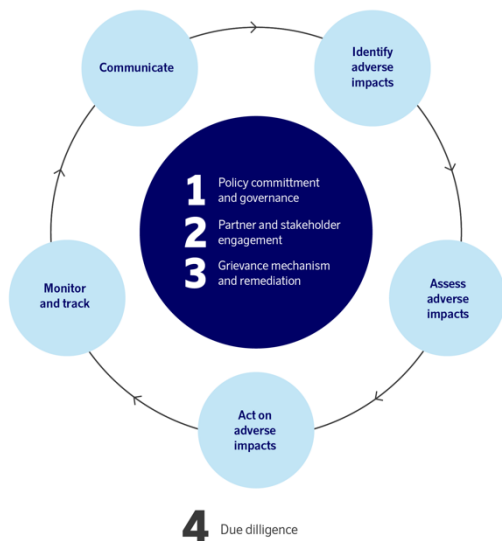 Communicate
Identify
adverse
impacts
1 Policy committment
and governance
2 Partner and stakeholder
engagement
3 Grievance mechanism
and remediation
Monitor
and track
Assess
adverse
impacts
Act on
adverse
impacts
4 Due dilligence